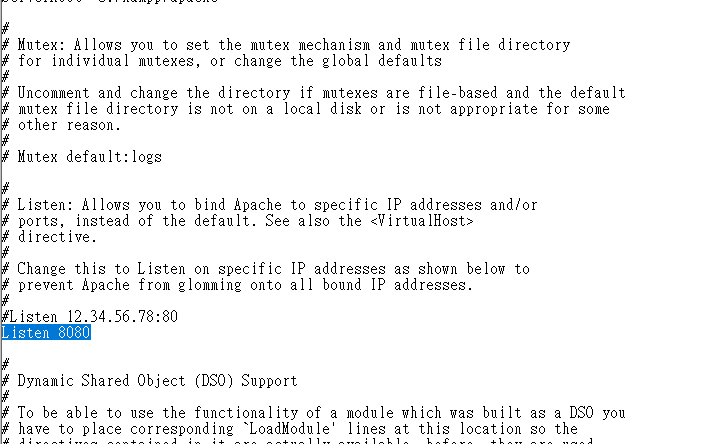 #
# Mutex: Allows you to set the mutex mechanism and mutex file directory
# for individual mutexes, or change the global defaults
#
# Uncomment and change the directory if mutexes are file-based and the default
# mutex file directory is not on a local disk or is not appropriate for some
# other reason.
#
# Mutex default:logs
#
# Listen: Allows you to bind Apache to specific IP addresses and/or
# ports, instead of the default. See also the <VirtualHost>
# directive.
#
# Change this to Listen on specific IP addresses as shown below to
# prevent Apache from glomming onto all bound IP addresses.
#
#Listen 12.34.56.78:80
Listen 8080
#
# Dynamic Shared Object (DSO) Support
#
# To be able to use the functionality of a module which was built as a DSO you
# have to place corresponding `LoadModule' lines at this location so the
# directives contained in it are actually available _before_ they are used.